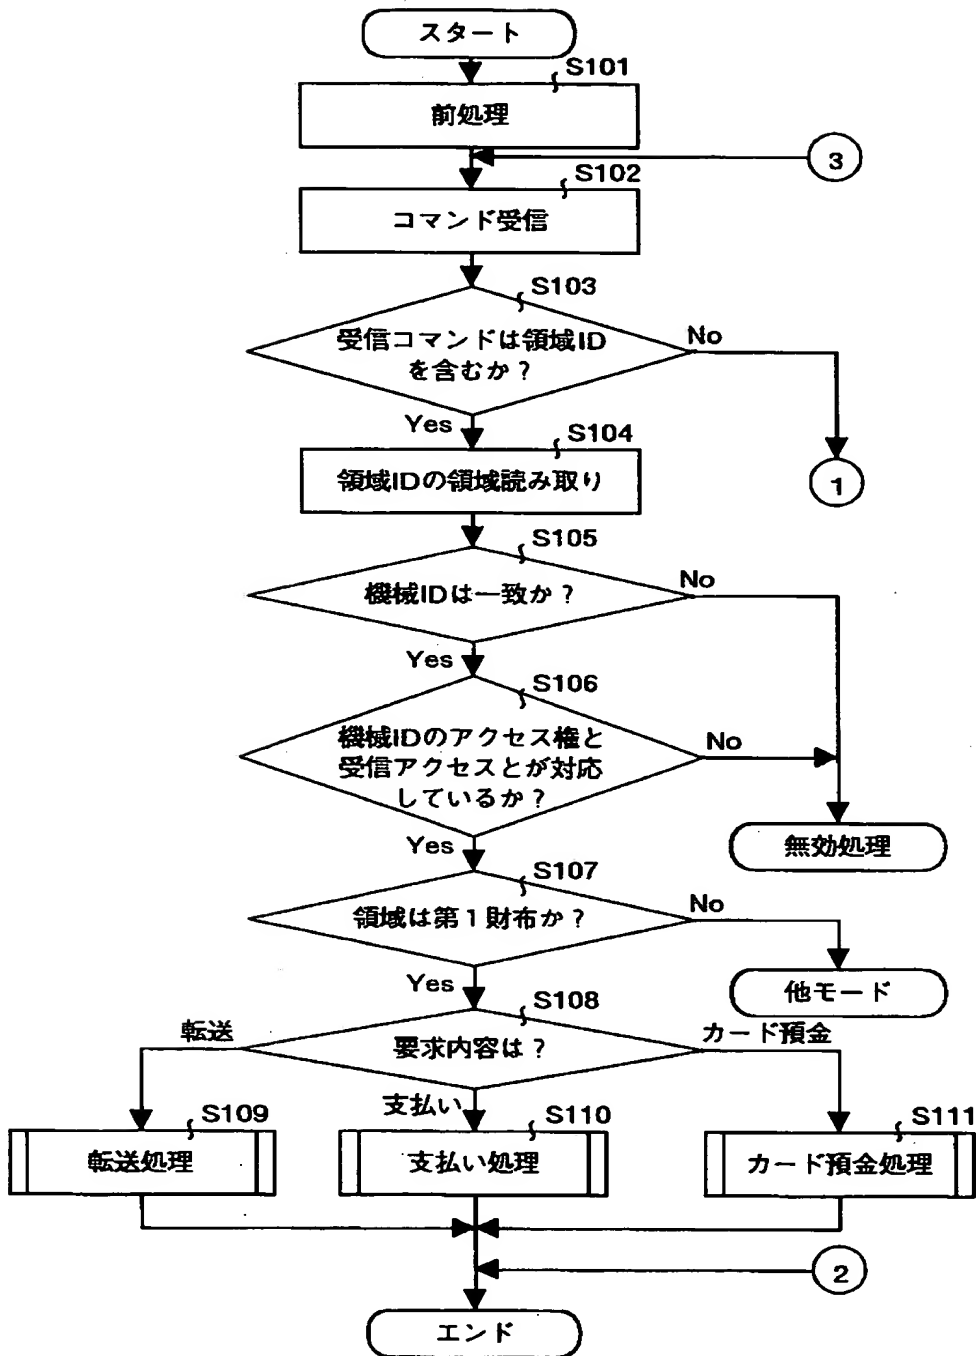 スタート
S101
前処理
3
S102
コマンド受信
S103
受信コマンドは領域ID
を含むか?
No
Yes
S104
領域IDの領域読み取り
1
S105
機械IDは一致か?
No
Yes
S106
機械IDのアクセス権と
受信アクセスとが対応
しているか?
No
Yes
無効処理
S107
領域は第1財布か?
No
Yes
他モード
S108
要求内容は?
転送
カード預金
支払い
S109
転送処理
S110
支払い処理
S111
カード預金処理
2
エンド